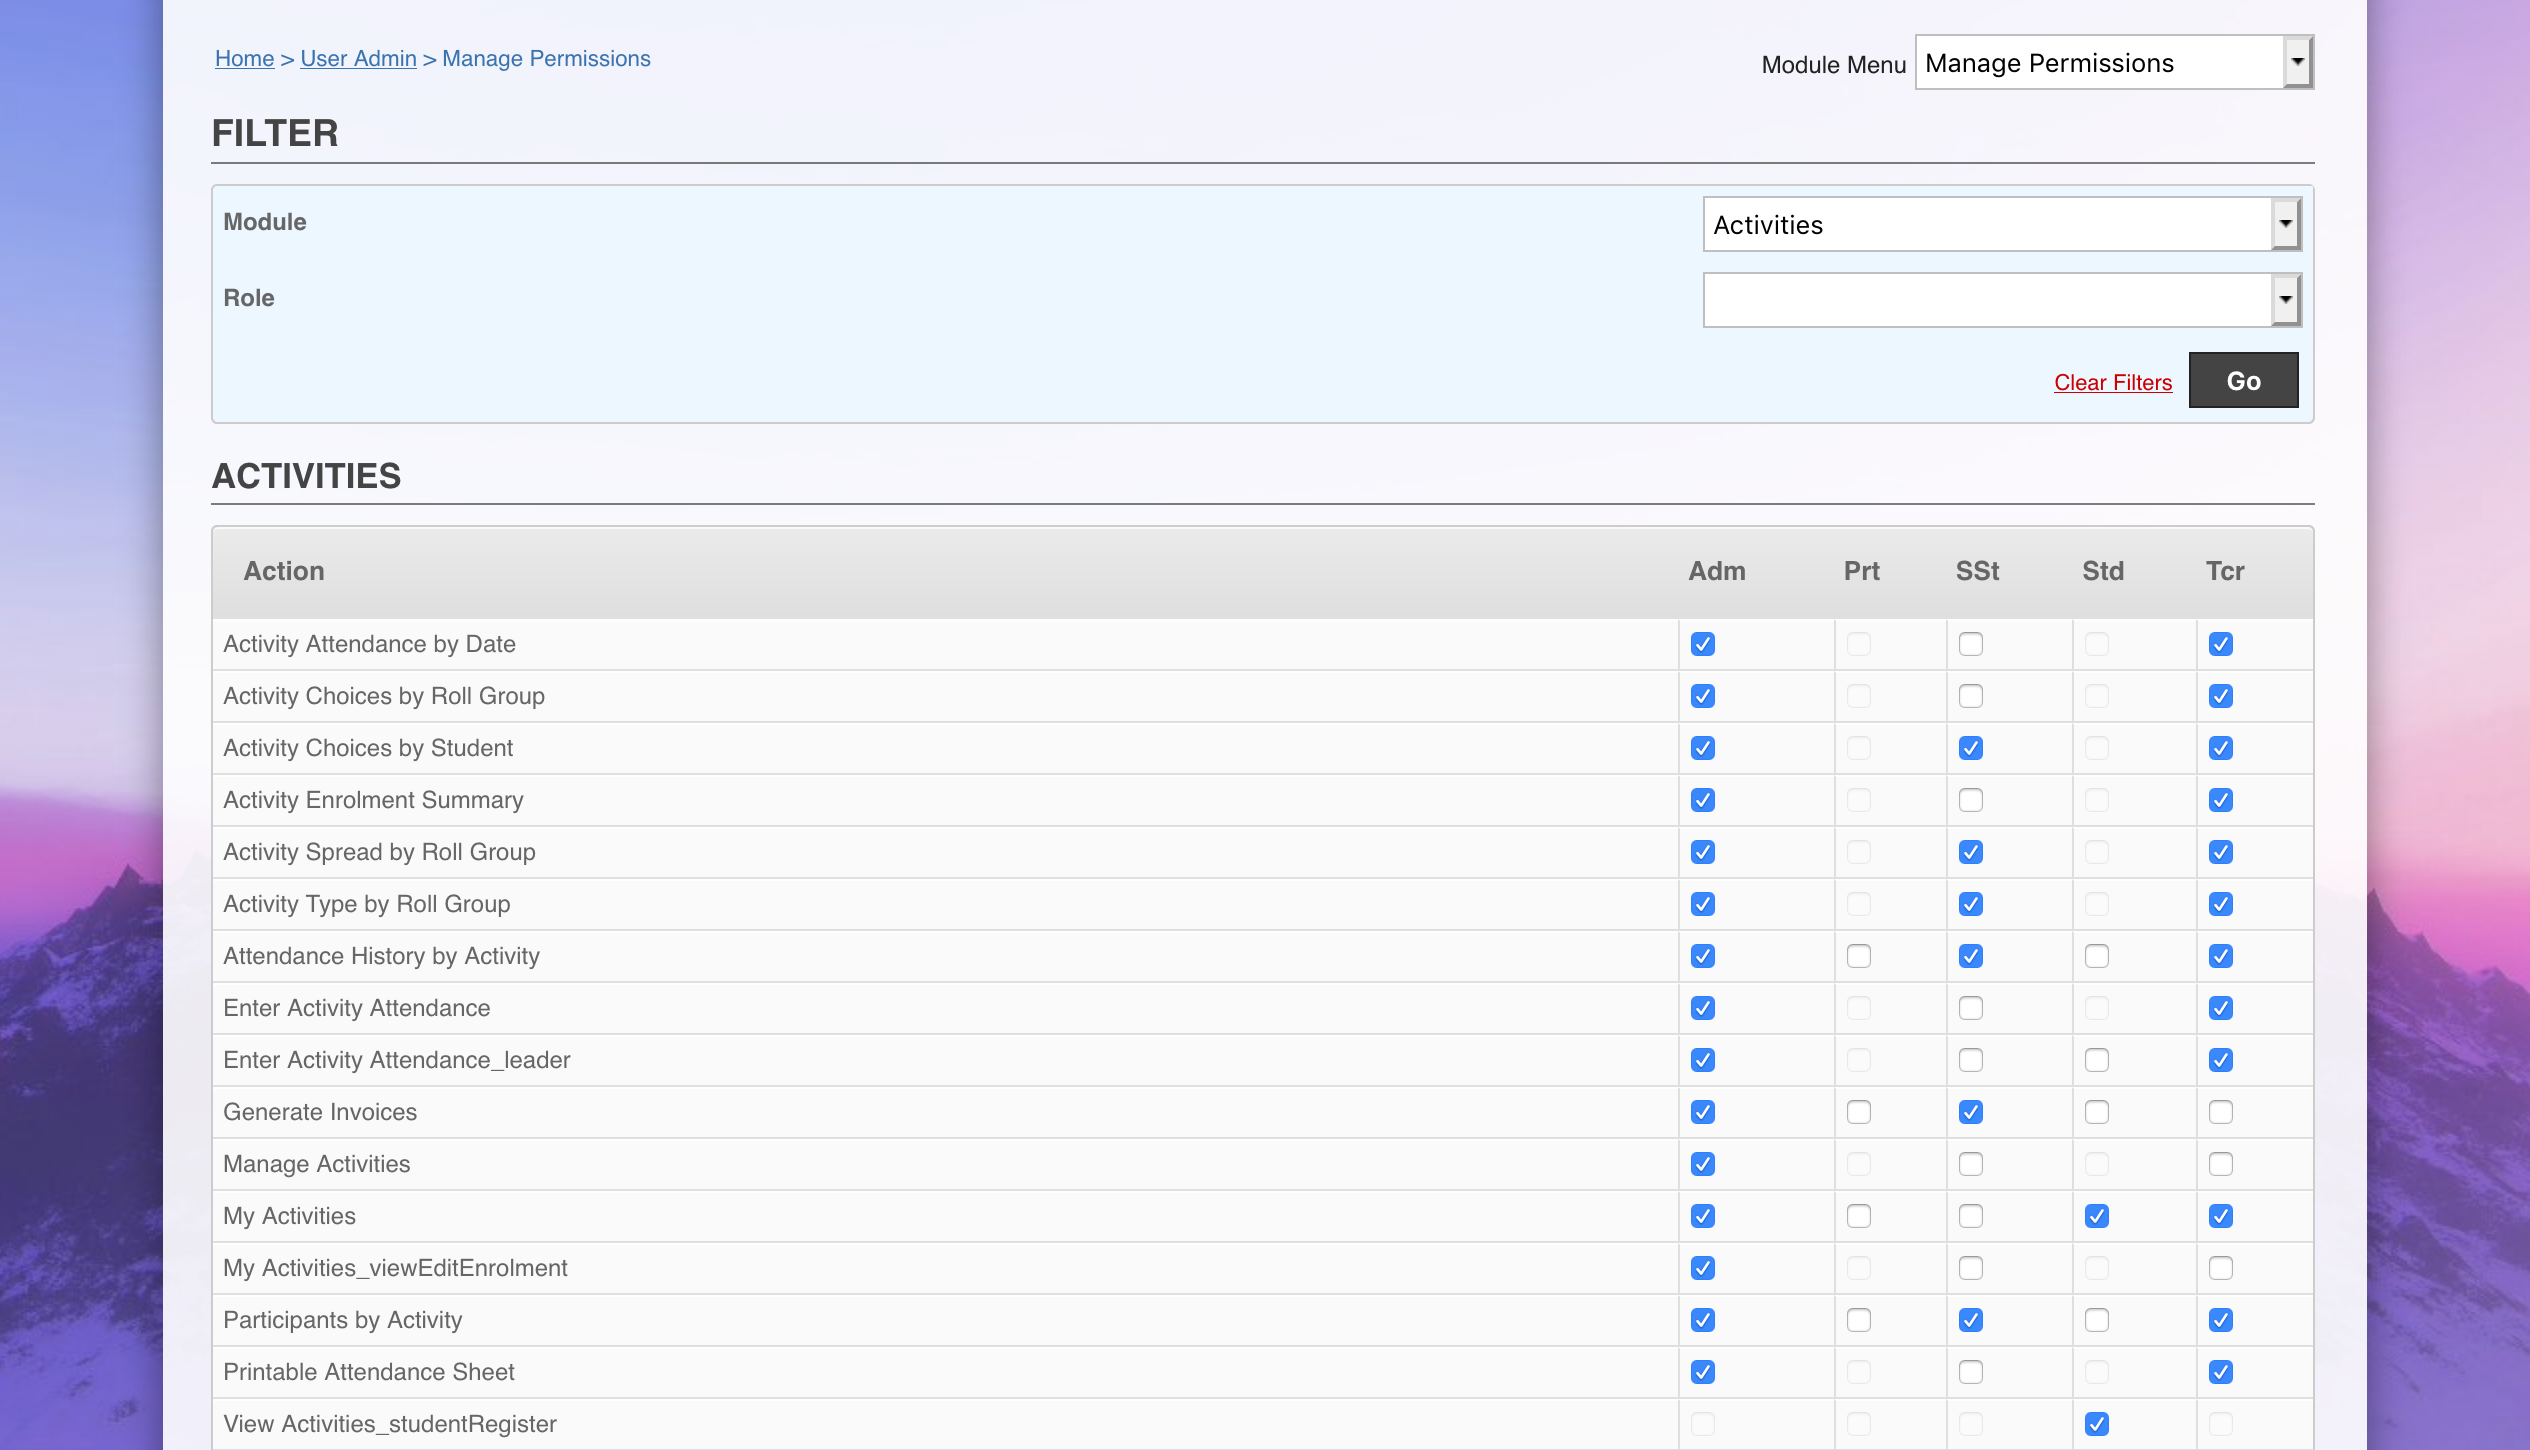 Home > User Admin > Manage Permissions
Module Menu Manage Permissions
FILTER
Module Activities
Role
Clear Filters Go
ACTIVITIES
Action Adm Prt SSt Std Tcr
Activity Attendance by Date
Activity Choices by Roll Group
Activity Choices by Student
Activity Enrolment Summary
Activity Spread by Roll Group
Activity Type by Roll Group
Attendance History by Activity
Enter Activity Attendance
Enter Activity Attendance_leader
Generate Invoices
Manage Activities
My Activities
My Activities_viewEditEnrolment
Participants by Activity
Printable Attendance Sheet
View Activities_studentRegister